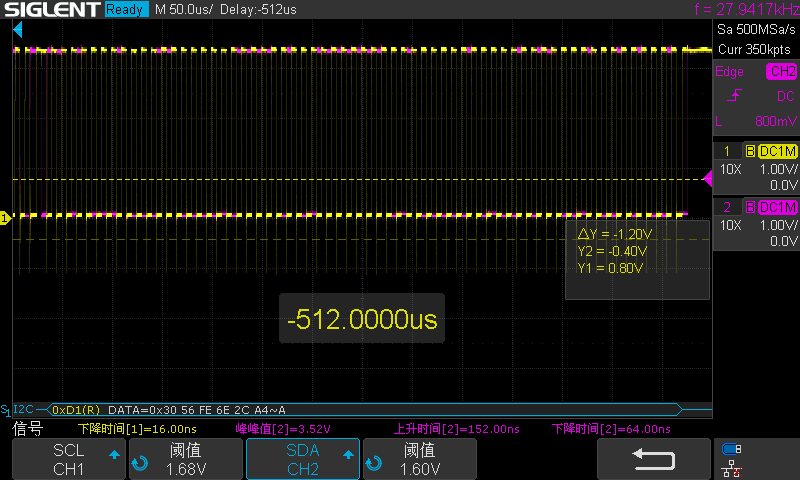 SIGLENT Ready M 50.0us/ Delay:-512us f = 27.9417kHz
Sa 500MSa/s
Curr 350kpts
Edge CH2
DC
L 800mV
1 B DC1M
10X 1.00V/
0.0V
2 B DC1M
10X 1.00V/
0.0V
1
ΔY = -1.20V
Y2 = -0.40V
Y1 = 0.80V
-512.0000us
S1 I2C 0xD1(R) DATA=0x30 56 FE 6E 2C A4~A
信号 下降时间[1]=16.00ns 峰峰值[2]=3.52V 上升时间[2]=152.00ns 下降时间[2]=64.00ns
SCL 阈值 SDA 阈值
CH1 1.68V CH2 1.60V